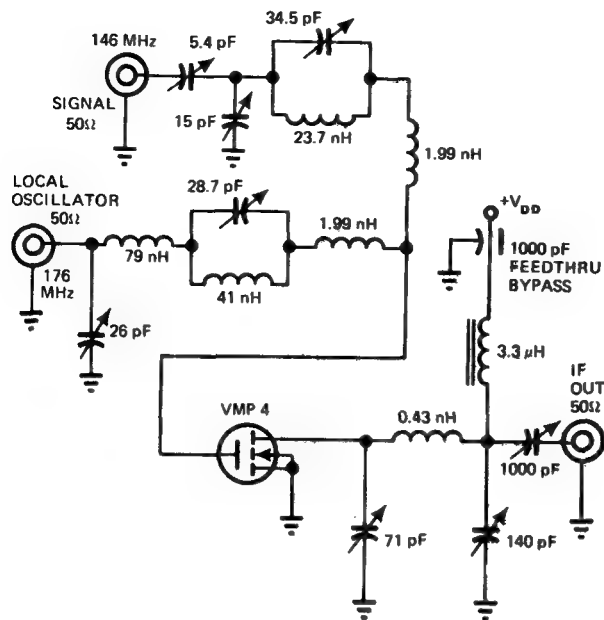 34.5 pF
146 MHz
5.4 pF
SIGNAL
50Ω
15 pF
23.7 nH
1.99 nH
LOCAL
OSCILLATOR
50Ω
28.7 pF
1.99 nH
+VDD
1000 pF
FEEDTHRU
BYPASS
176
MHz
79 nH
41 nH
26 pF
3.3 μH
IF
OUT
50Ω
VMP 4
0.43 nH
1000 pF
71 pF
140 pF